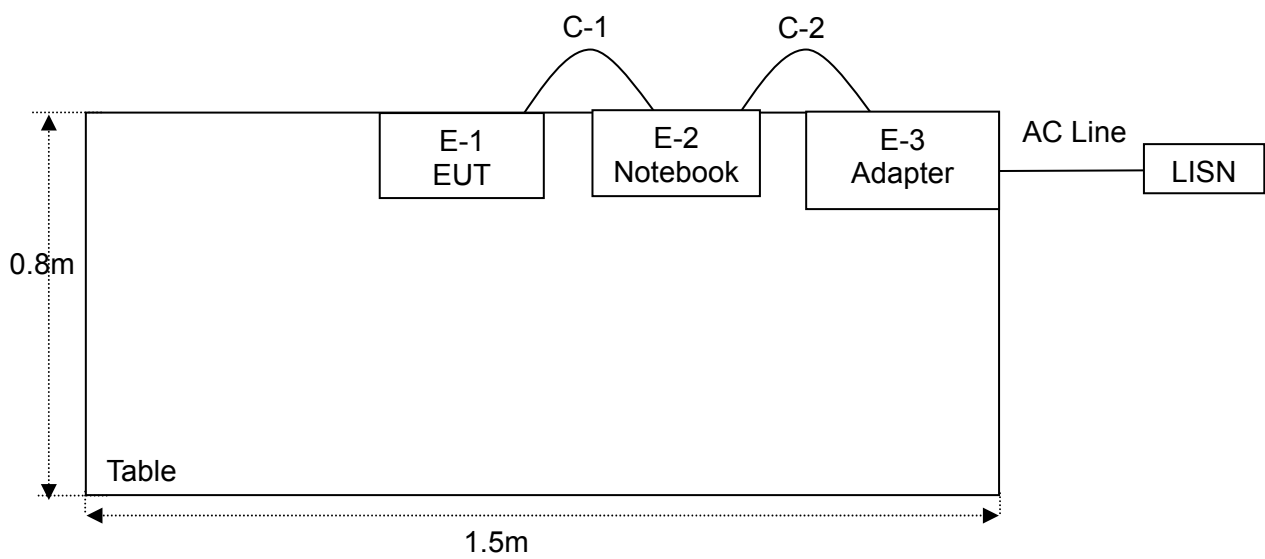 C-1
C-2
E-1
EUT
E-2
Notebook
E-3
Adapter
AC Line
LISN
0.8m
Table
1.5m